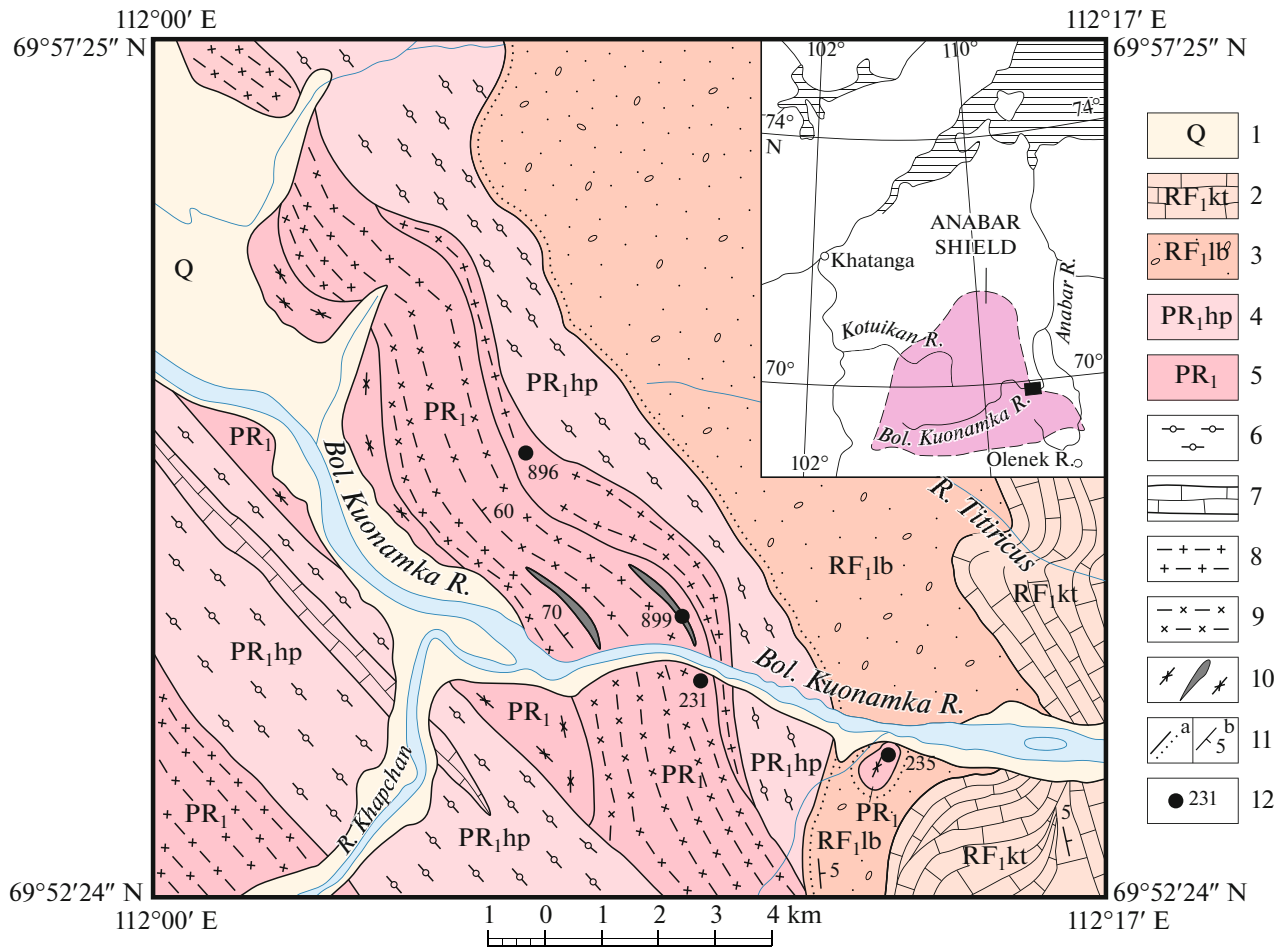 112°00′ E
112°17′ E
69°57′25″ N
69°57′25″ N
102°
110°
74°
N
74°
ANABAR
SHIELD
Khatanga
Kotuikan R.
Anabar R.
70°
70°
Bol. Kuonamka R.
Olenek R.
102°
Q
PR₁hp
PR₁
PR₁
896
60
Bol. Kuonamka R.
R. Titiricus
RF₁lb
RF₁kt
70
899
PR₁hp
Bol. Kuonamka R.
231
PR₁
PR₁
PR₁hp
235
PR₁
R. Khapchan
PR₁
PR₁hp
RF₁lb
5
RF₁kt
5
69°52′24″ N
69°52′24″ N
112°00′ E
112°17′ E
1 0 1 2 3 4 km
Q 1
RF₁kt 2
RF₁lb 3
PR₁hp 4
PR₁ 5
6
7
8
9
10
a b 5 11
231 12